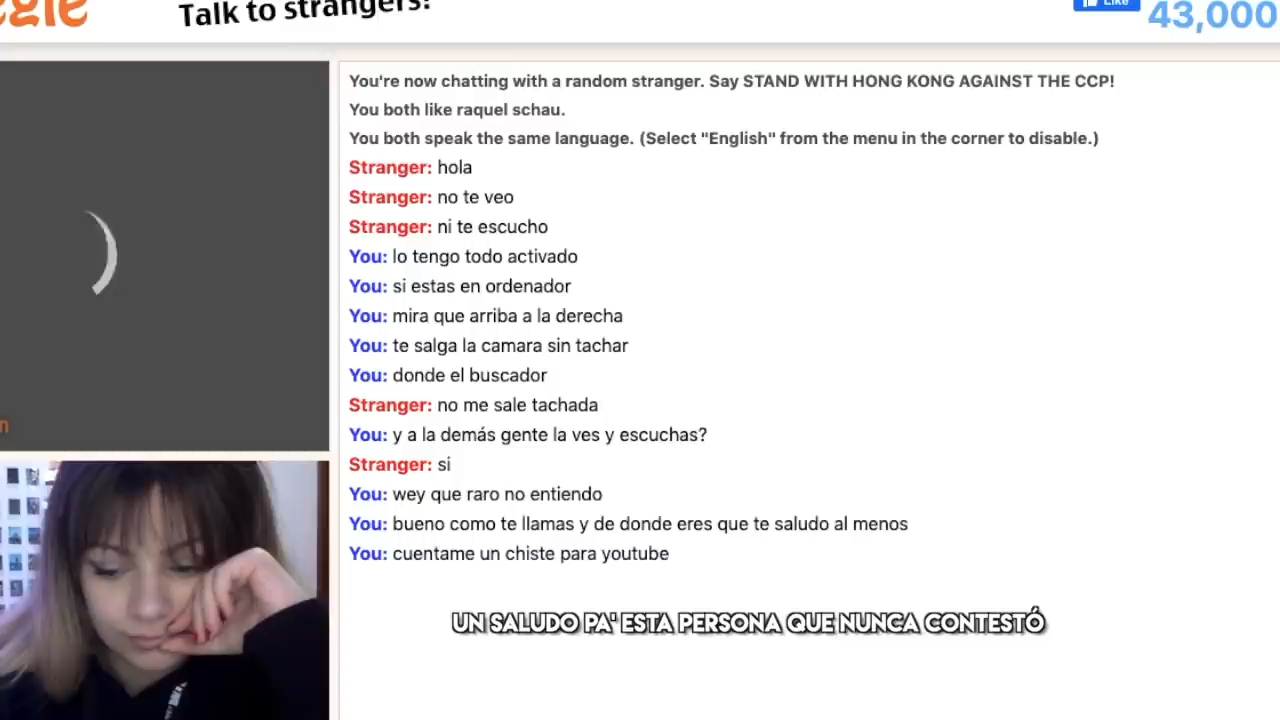 Talk to strangers!
Like
43,000
You're now chatting with a random stranger. Say STAND WITH HONG KONG AGAINST THE CCP!
You both like raquel schau.
You both speak the same language. (Select "English" from the menu in the corner to disable.)
Stranger: hola
Stranger: no te veo
Stranger: ni te escucho
You: lo tengo todo activado
You: si estas en ordenador
You: mira que arriba a la derecha
You: te salga la camara sin tachar
You: donde el buscador
Stranger: no me sale tachada
You: y a la demás gente la ves y escuchas?
Stranger: si
You: wey que raro no entiendo
You: bueno como te llamas y de donde eres que te saludo al menos
You: cuentame un chiste para youtube
UN SALUDO PA' ESTA PERSONA QUE NUNCA CONTESTÓ